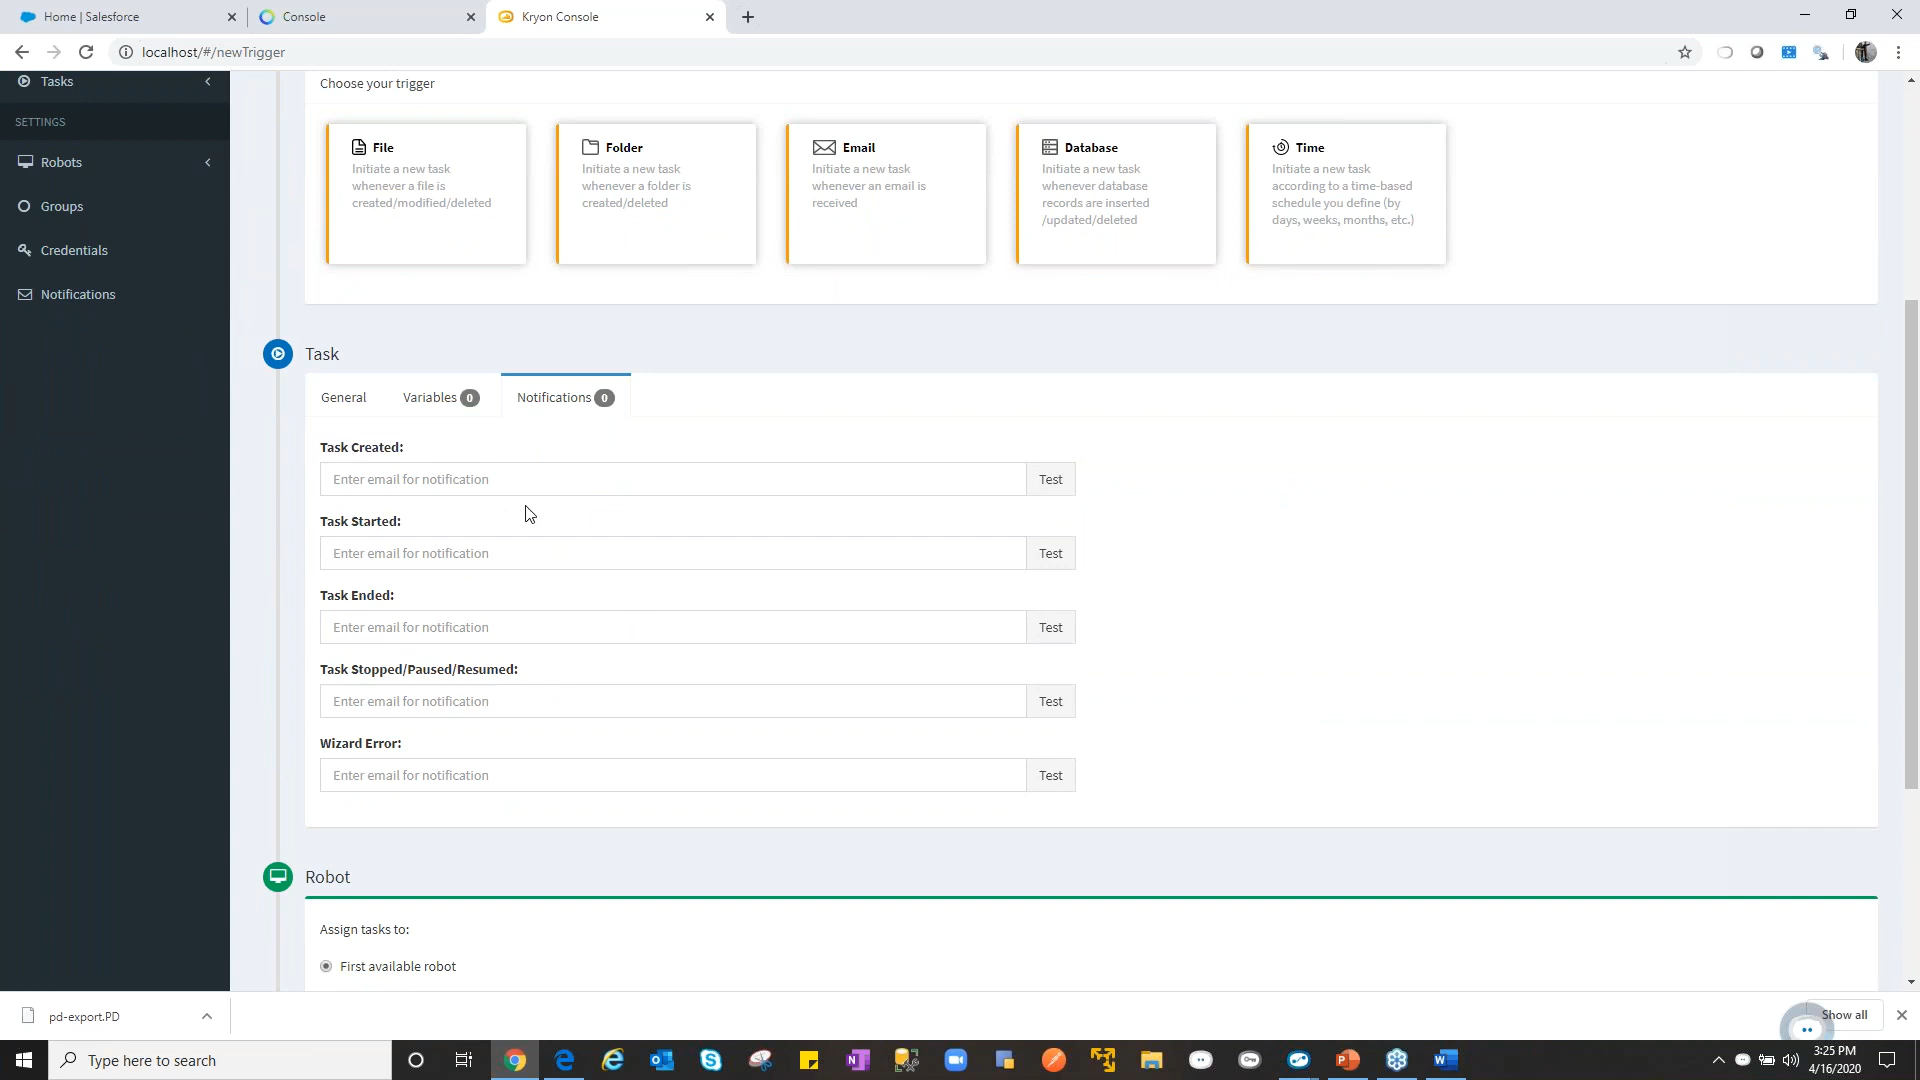 Home | Salesforce
Console
Kryon Console
localhost/#/newTrigger
Tasks
SETTINGS
Robots
Groups
Credentials
Notifications
Choose your trigger
File
Initiate a new task
whenever a file is
created/modified/deleted
Folder
Initiate a new task
whenever a folder is
created/deleted
Email
Initiate a new task
whenever an email is
received
Database
Initiate a new task
whenever database
records are inserted
/updated/deleted
Time
Initiate a new task
according to a time-based
schedule you define (by
days, weeks, months, etc.)
Task
General
Variables 0
Notifications 0
Task Created:
Enter email for notification
Test
Task Started:
Enter email for notification
Test
Task Ended:
Enter email for notification
Test
Task Stopped/Paused/Resumed:
Enter email for notification
Test
Wizard Error:
Enter email for notification
Test
Robot
Assign tasks to:
First available robot
pd-export.PD
Show all
Type here to search
3:25 PM
4/16/2020